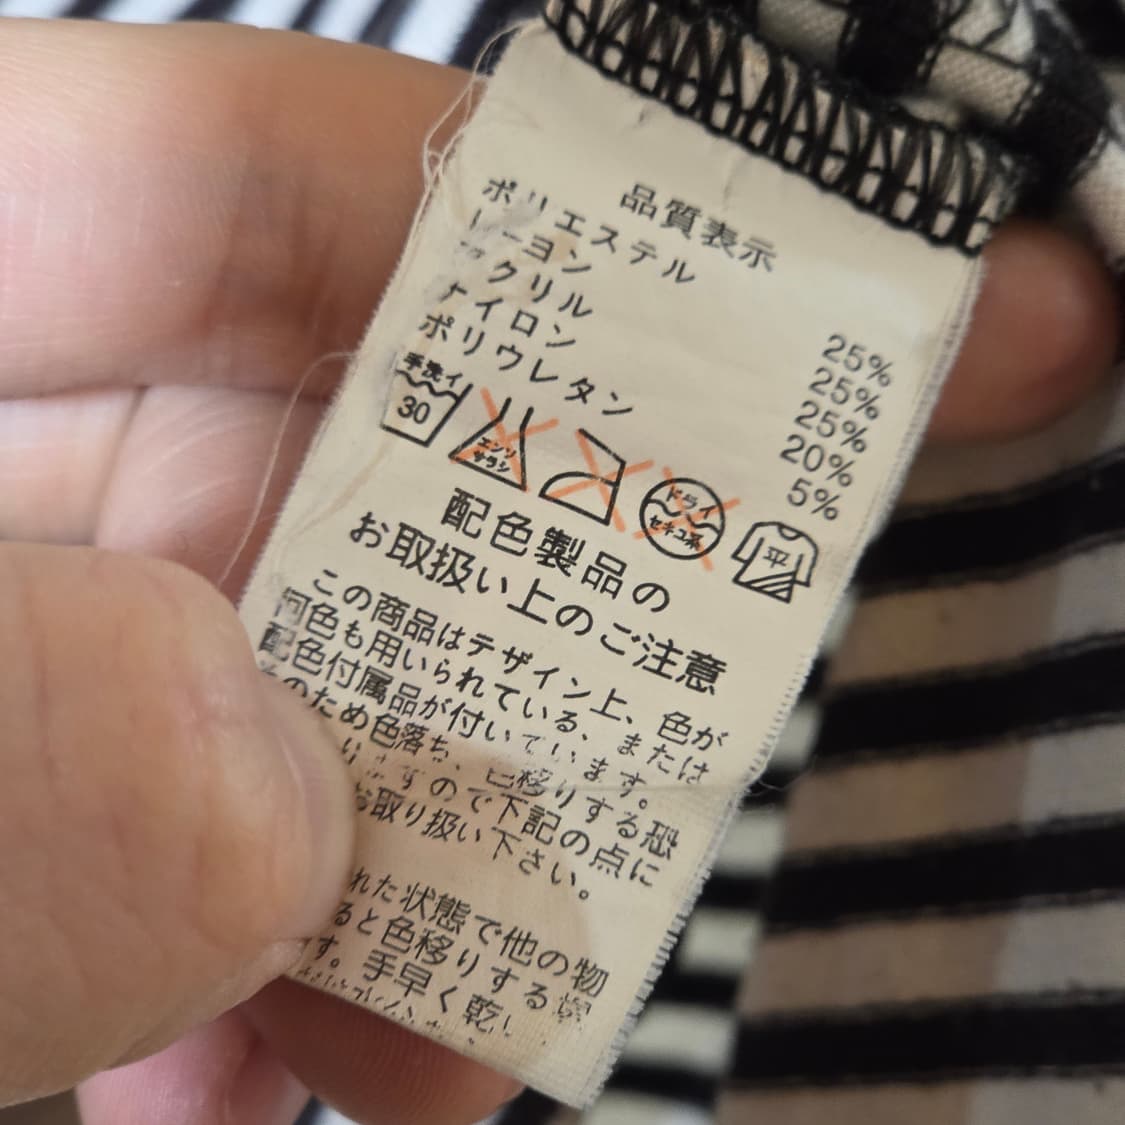 品質表示
ポリエステル 25%
レーヨン 25%
アクリル 25%
ナイロン 20%
ポリウレタン 5%
手洗イ
30
エンソ
サラシ
ドライ
セキユ系
平
配色製品の
お取扱い上のご注意
この商品はデザイン上、色が
何色も用いられている、または
配色付属品が付いています。
そのため色落ち、色移りする恐
りますので下記の点に
お取り扱い下さい。
れた状態で他の物
ると色移りする
す。手早く乾